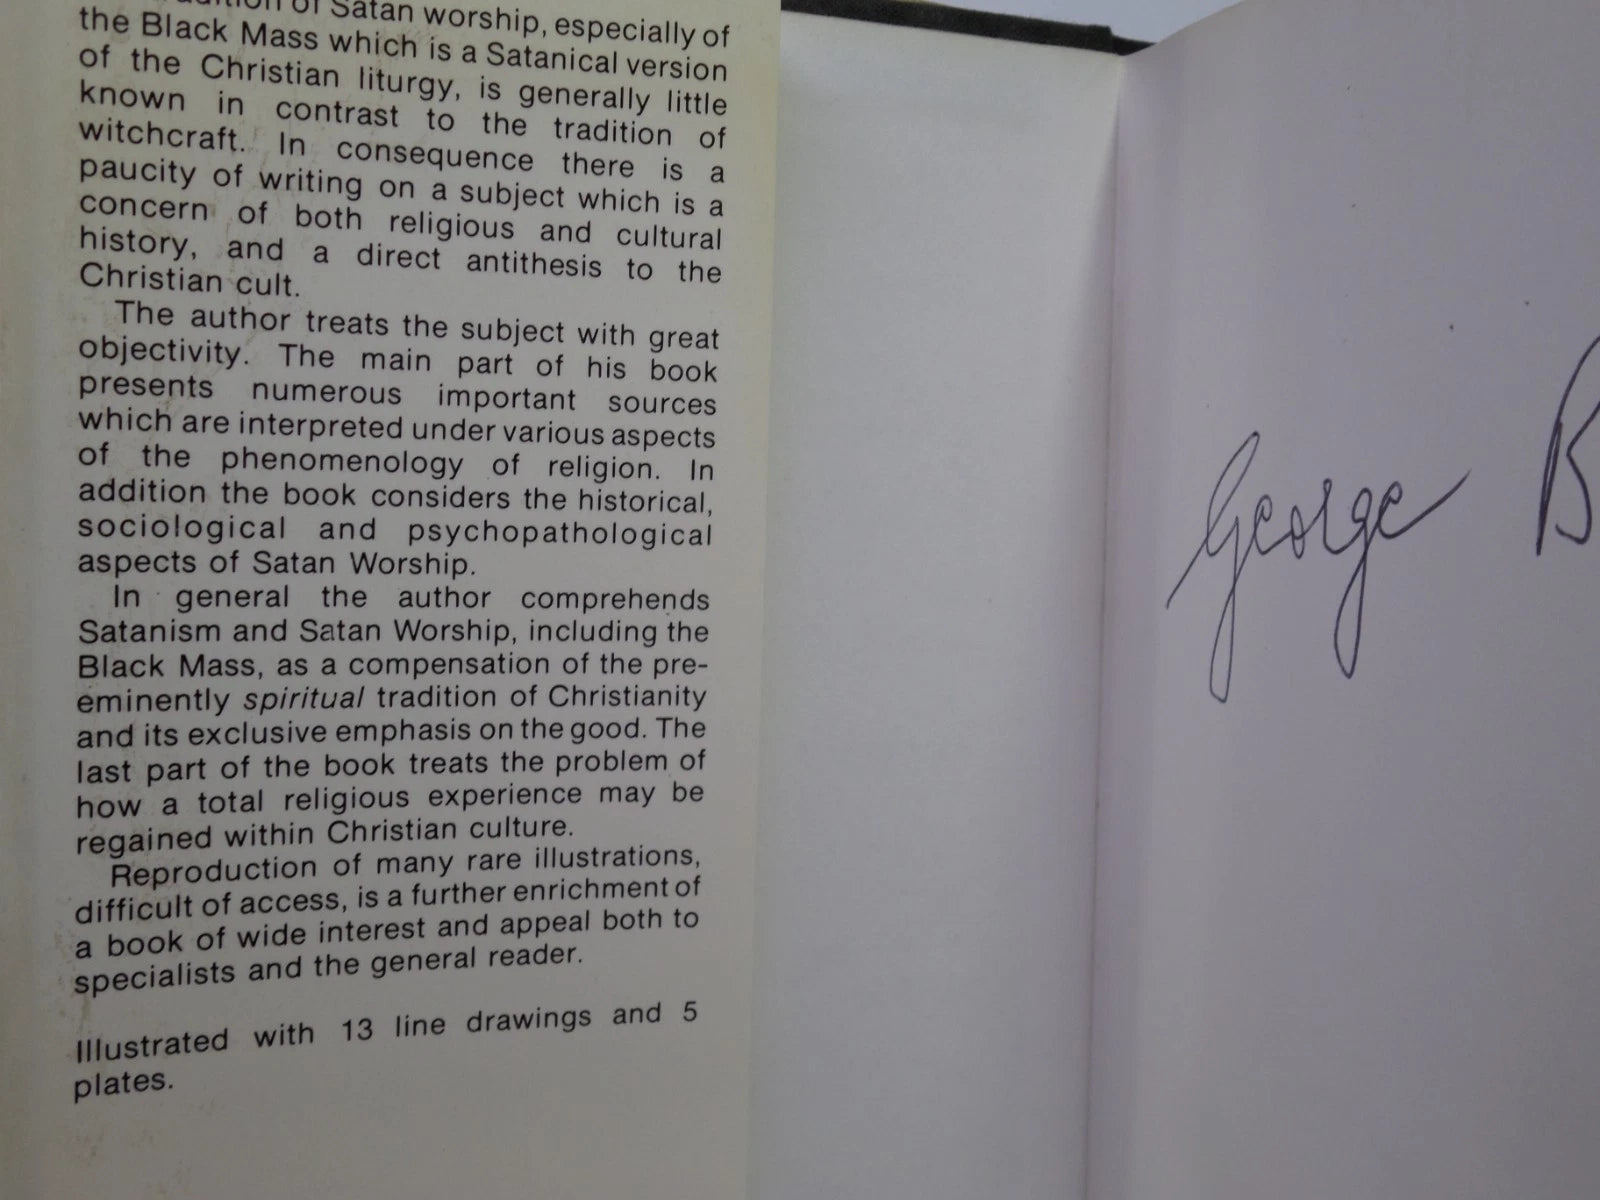 of Satan worship, especially of
the Black Mass which is a Satanical version
of the Christian liturgy, is generally little
known in contrast to the tradition of
witchcraft. In consequence there is a
paucity of writing on a subject which is a
concern of both religious and cultural
history, and a direct antithesis to the
Christian cult.
The author treats the subject with great
objectivity. The main part of his book
presents numerous important sources
which are interpreted under various aspects
of the phenomenology of religion. In
addition the book considers the historical,
sociological and psychopathological
aspects of Satan Worship.
In general the author comprehends
Satanism and Satan Worship, including the
Black Mass, as a compensation of the pre-
eminently spiritual tradition of Christianity
and its exclusive emphasis on the good. The
last part of the book treats the problem of
how a total religious experience may be
regained within Christian culture.
Reproduction of many rare illustrations,
difficult of access, is a further enrichment of
a book of wide interest and appeal both to
specialists and the general reader.
Illustrated with 13 line drawings and 5
plates.
George B